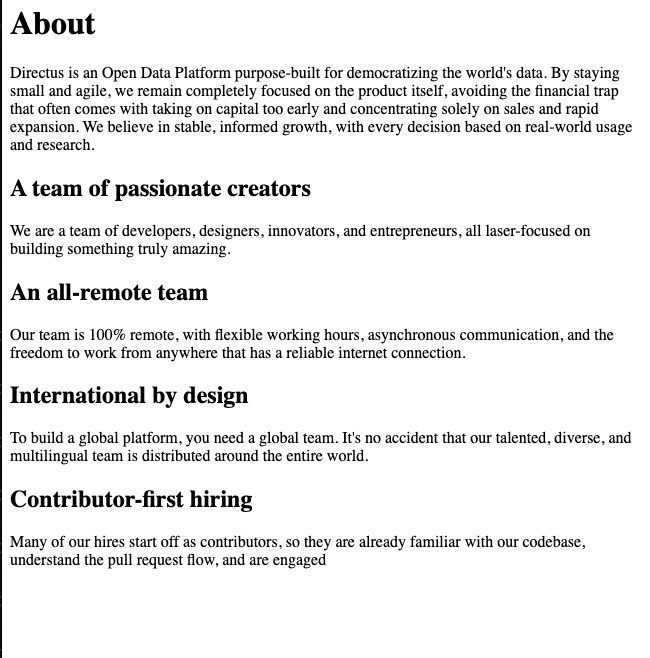 About
Directus is an Open Data Platform purpose-built for democratizing the world's data. By staying
small and agile, we remain completely focused on the product itself, avoiding the financial trap
that often comes with taking on capital too early and concentrating solely on sales and rapid
expansion. We believe in stable, informed growth, with every decision based on real-world usage
and research.
A team of passionate creators
We are a team of developers, designers, innovators, and entrepreneurs, all laser-focused on
building something truly amazing.
An all-remote team
Our team is 100% remote, with flexible working hours, asynchronous communication, and the
freedom to work from anywhere that has a reliable internet connection.
International by design
To build a global platform, you need a global team. It's no accident that our talented, diverse, and
multilingual team is distributed around the entire world.
Contributor-first hiring
Many of our hires start off as contributors, so they are already familiar with our codebase,
understand the pull request flow, and are engaged